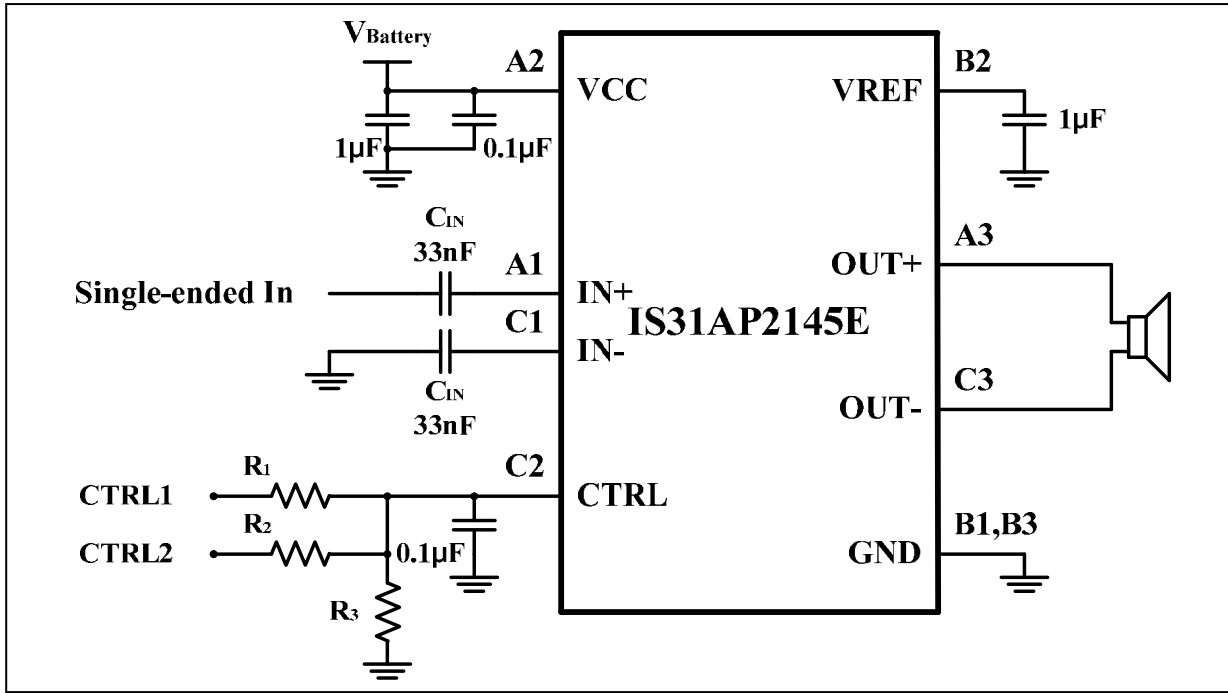 VBattery
A2
VCC
1μF
0.1μF
B2
VREF
1μF
CIN
33nF
A1
Single-ended In
IN+
C1
IN-
CIN
33nF
IS31AP2145E
A3
OUT+
C3
OUT-
C2
CTRL
R1
CTRL1
R2
CTRL2
0.1μF
R3
B1,B3
GND